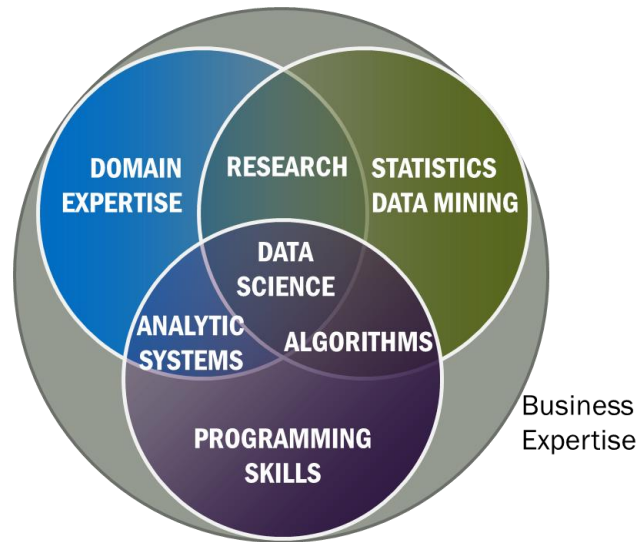 DOMAIN
EXPERTISE
RESEARCH
STATISTICS
DATA MINING
DATA
SCIENCE
ANALYTIC
SYSTEMS
ALGORITHMS
PROGRAMMING
SKILLS
Business
Expertise